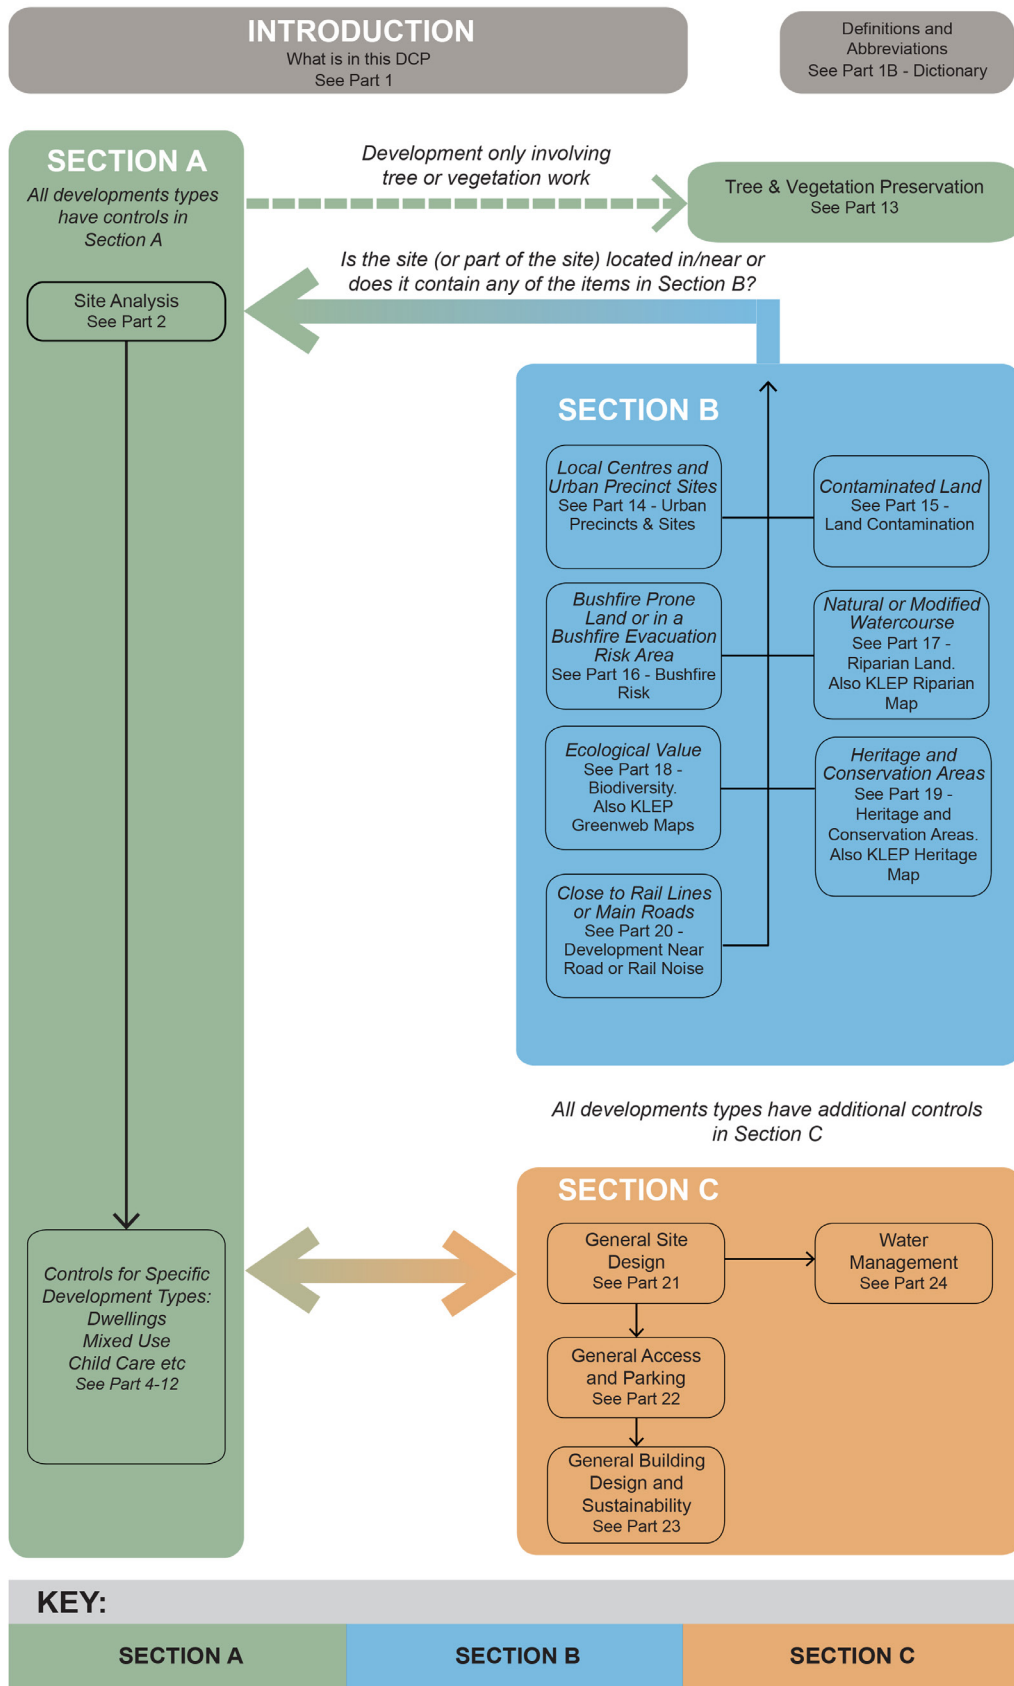 INTRODUCTION
What is in this DCP
See Part 1
Definitions and
Abbreviations
See Part 1B - Dictionary
SECTION A
All developments types
have controls in
Section A
Development only involving
tree or vegetation work
Tree & Vegetation Preservation
See Part 13
Is the site (or part of the site) located in/near or
does it contain any of the items in Section B?
Site Analysis
See Part 2
SECTION B
Local Centres and
Urban Precinct Sites
See Part 14 - Urban
Precincts & Sites
Contaminated Land
See Part 15 -
Land Contamination
Bushfire Prone
Land or in a
Bushfire Evacuation
Risk Area
See Part 16 - Bushfire
Risk
Natural or Modified
Watercourse
See Part 17 -
Riparian Land.
Also KLEP Riparian
Map
Ecological Value
See Part 18 -
Biodiversity.
Also KLEP
Greenweb Maps
Heritage and
Conservation Areas
See Part 19 -
Heritage and
Conservation Areas.
Also KLEP Heritage
Map
Close to Rail Lines
or Main Roads
See Part 20 -
Development Near
Road or Rail Noise
All developments types have additional controls
in Section C
SECTION C
General Site
Design
See Part 21
Water
Management
See Part 24
Controls for Specific
Development Types:
Dwellings
Mixed Use
Child Care etc
See Part 4-12
General Access
and Parking
See Part 22
General Building
Design and
Sustainability
See Part 23
KEY:
SECTION A
SECTION B
SECTION C